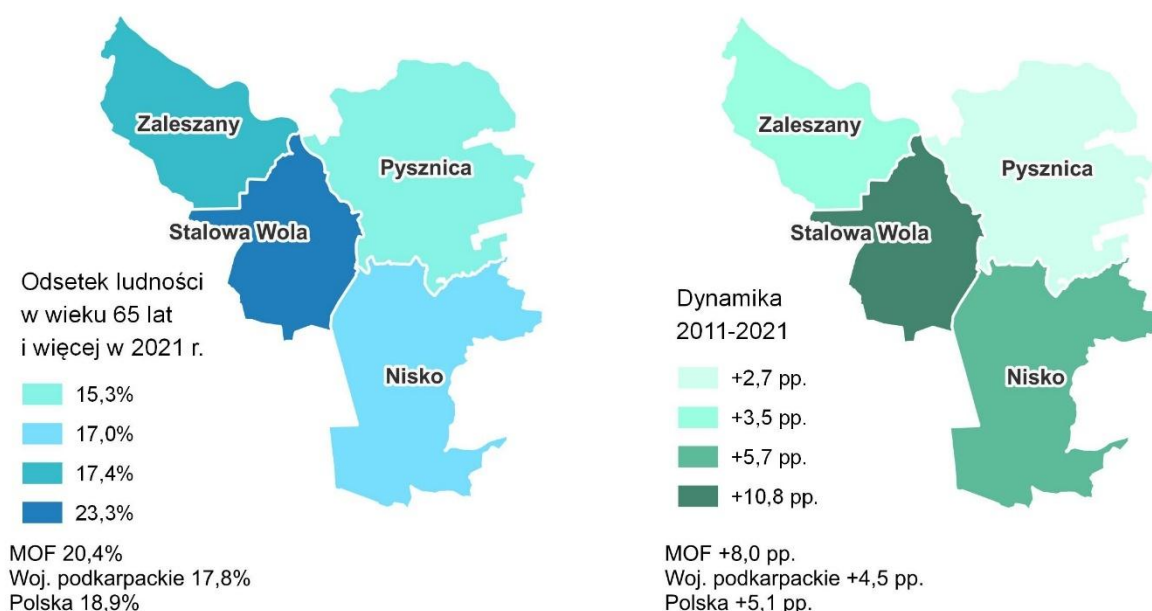 Zaleszany
Pysznica
Stalowa Wola
Nisko
Odsetek ludności
w wieku 65 lat
i więcej w 2021 r.
15,3%
17,0%
17,4%
23,3%
MOF 20,4%
Woj. podkarpackie 17,8%
Polska 18,9%
Zaleszany
Pysznica
Stalowa Wola
Nisko
Dynamika
2011-2021
+2,7 pp.
+3,5 pp.
+5,7 pp.
+10,8 pp.
MOF +8,0 pp.
Woj. podkarpackie +4,5 pp.
Polska +5,1 pp.